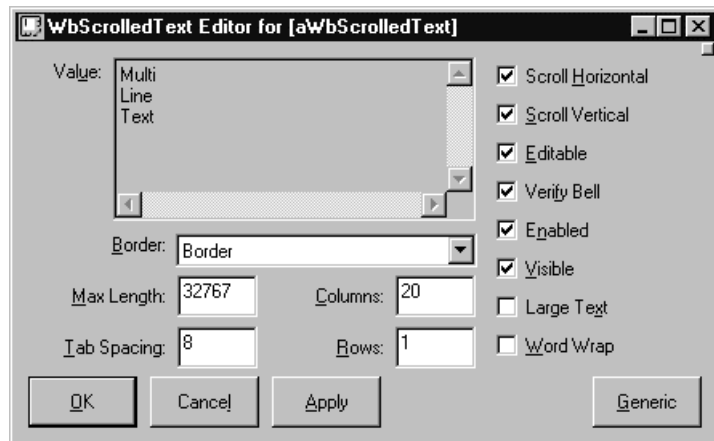 WbScrolledText Editor for [aWbScrolledText]
Value:
Multi
Line
Text
Border: Border
Max Length: 32767 Columns: 20
Tab Spacing: 8 Rows: 1
Scroll Horizontal
Scroll Vertical
Editable
Verify Bell
Enabled
Visible
Large Text
Word Wrap
OK Cancel Apply Generic